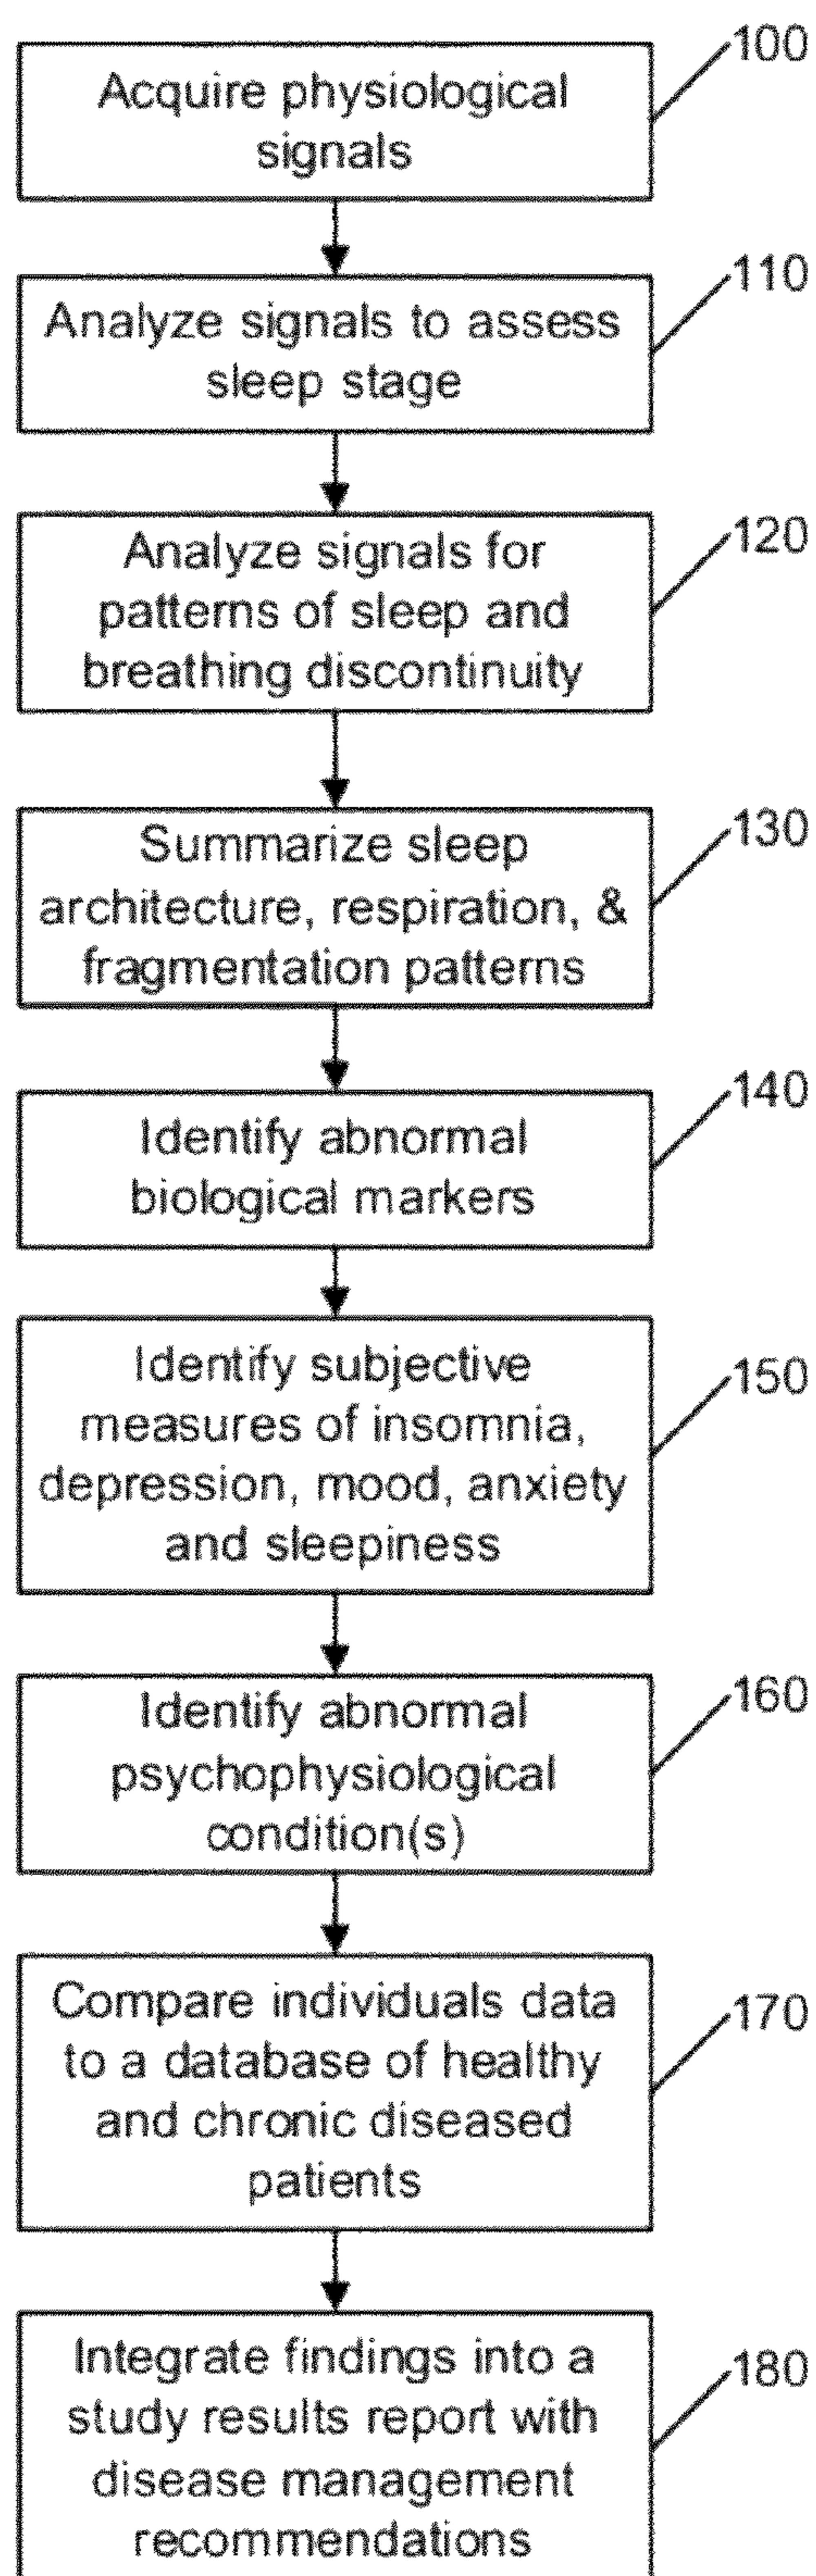 100
Acquire physiological
signals
110
Analyze signals to assess
sleep stage
120
Analyze signals for
patterns of sleep and
breathing discontinuity
130
Summarize sleep
architecture, respiration, &
fragmentation patterns
140
Identify abnormal
biological markers
150
Identify subjective
measures of insomnia,
depression, mood, anxiety
and sleepiness
160
Identify abnormal
psychophysiological
condition(s)
170
Compare individuals data
to a database of healthy
and chronic diseased
patients
180
Integrate findings into a
study results report with
disease management
recommendations